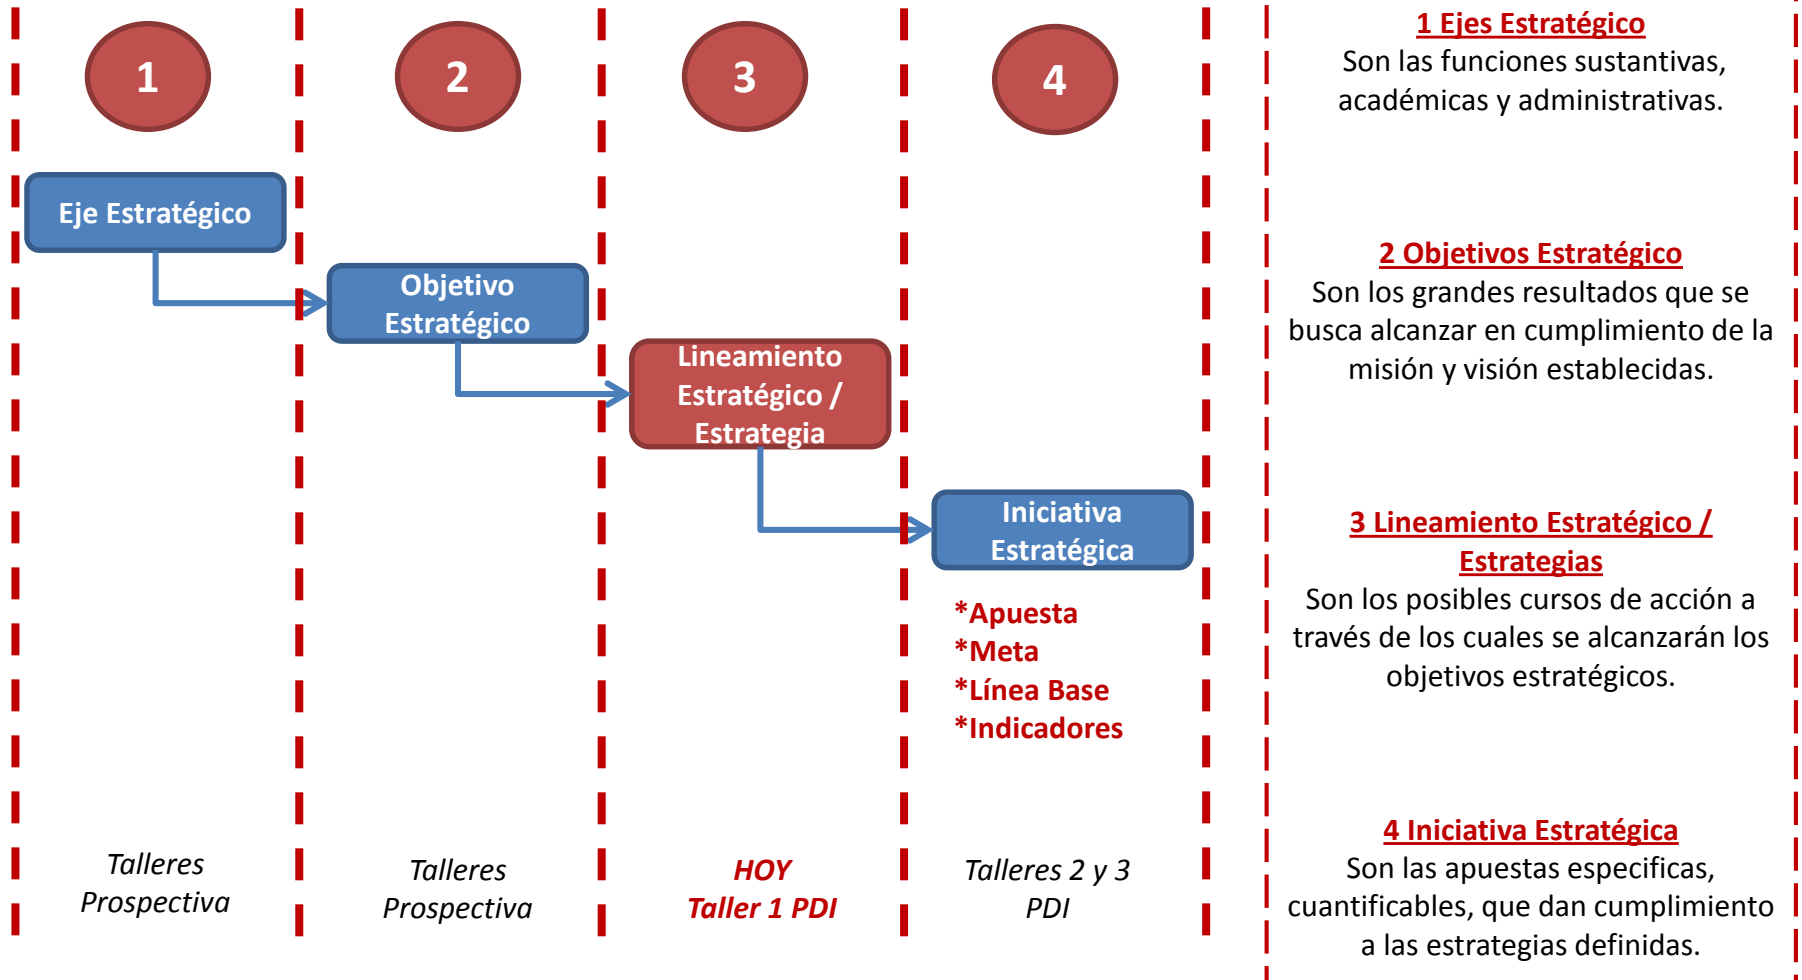 1
2
3
4
Eje Estratégico
Objetivo
Estratégico
Lineamiento
Estratégico /
Estrategia
Iniciativa
Estratégica
*Apuesta
*Meta
*Línea Base
*Indicadores
Talleres
Prospectiva
Talleres
Prospectiva
HOY
Taller 1 PDI
Talleres 2 y 3
PDI
1 Ejes Estratégico
Son las funciones sustantivas,
académicas y administrativas.
2 Objetivos Estratégico
Son los grandes resultados que se
busca alcanzar en cumplimiento de la
misión y visión establecidas.
3 Lineamiento Estratégico /
Estrategias
Son los posibles cursos de acción a
través de los cuales se alcanzarán los
objetivos estratégicos.
4 Iniciativa Estratégica
Son las apuestas especificas,
cuantificables, que dan cumplimiento
a las estrategias definidas.